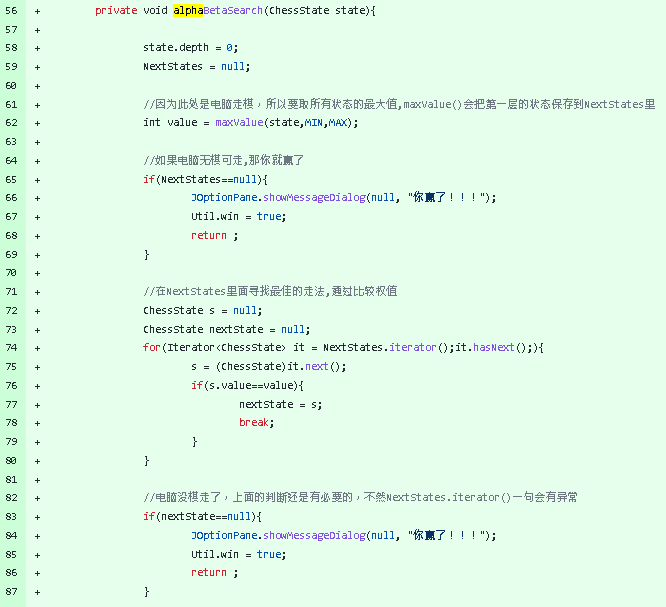 56 + private void alphaBetaSearch(ChessState state){
57 +
58 + state.depth = 0;
59 + NextStates = null;
60 +
61 + //因为此处是电脑走棋，所以要取所有状态的最大值,maxValue()会把第一层的状态保存到NextStates里
62 + int value = maxValue(state,MIN,MAX);
63 +
64 + //如果电脑无棋可走,那你就赢了
65 + if(NextStates==null){
66 + JOptionPane.showMessageDialog(null, "你赢了！！！");
67 + Util.win = true;
68 + return ;
69 + }
70 +
71 + //在NextStates里面寻找最佳的走法,通过比较权值
72 + ChessState s = null;
73 + ChessState nextState = null;
74 + for(Iterator<ChessState> it = NextStates.iterator();it.hasNext();){
75 + s = (ChessState)it.next();
76 + if(s.value==value){
77 + nextState = s;
78 + break;
79 + }
80 + }
81 +
82 + //电脑没棋走了，上面的判断还是有必要的，不然NextStates.iterator()一句会有异常
83 + if(nextState==null){
84 + JOptionPane.showMessageDialog(null, "你赢了！！！");
85 + Util.win = true;
86 + return ;
87 + }